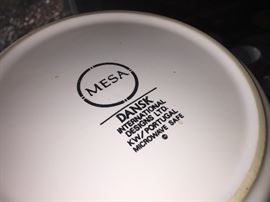 MESA
DANSK
INTERNATIONAL
DESIGNS LTD.
KW/PORTUGAL
MICROWAVE SAFE
©